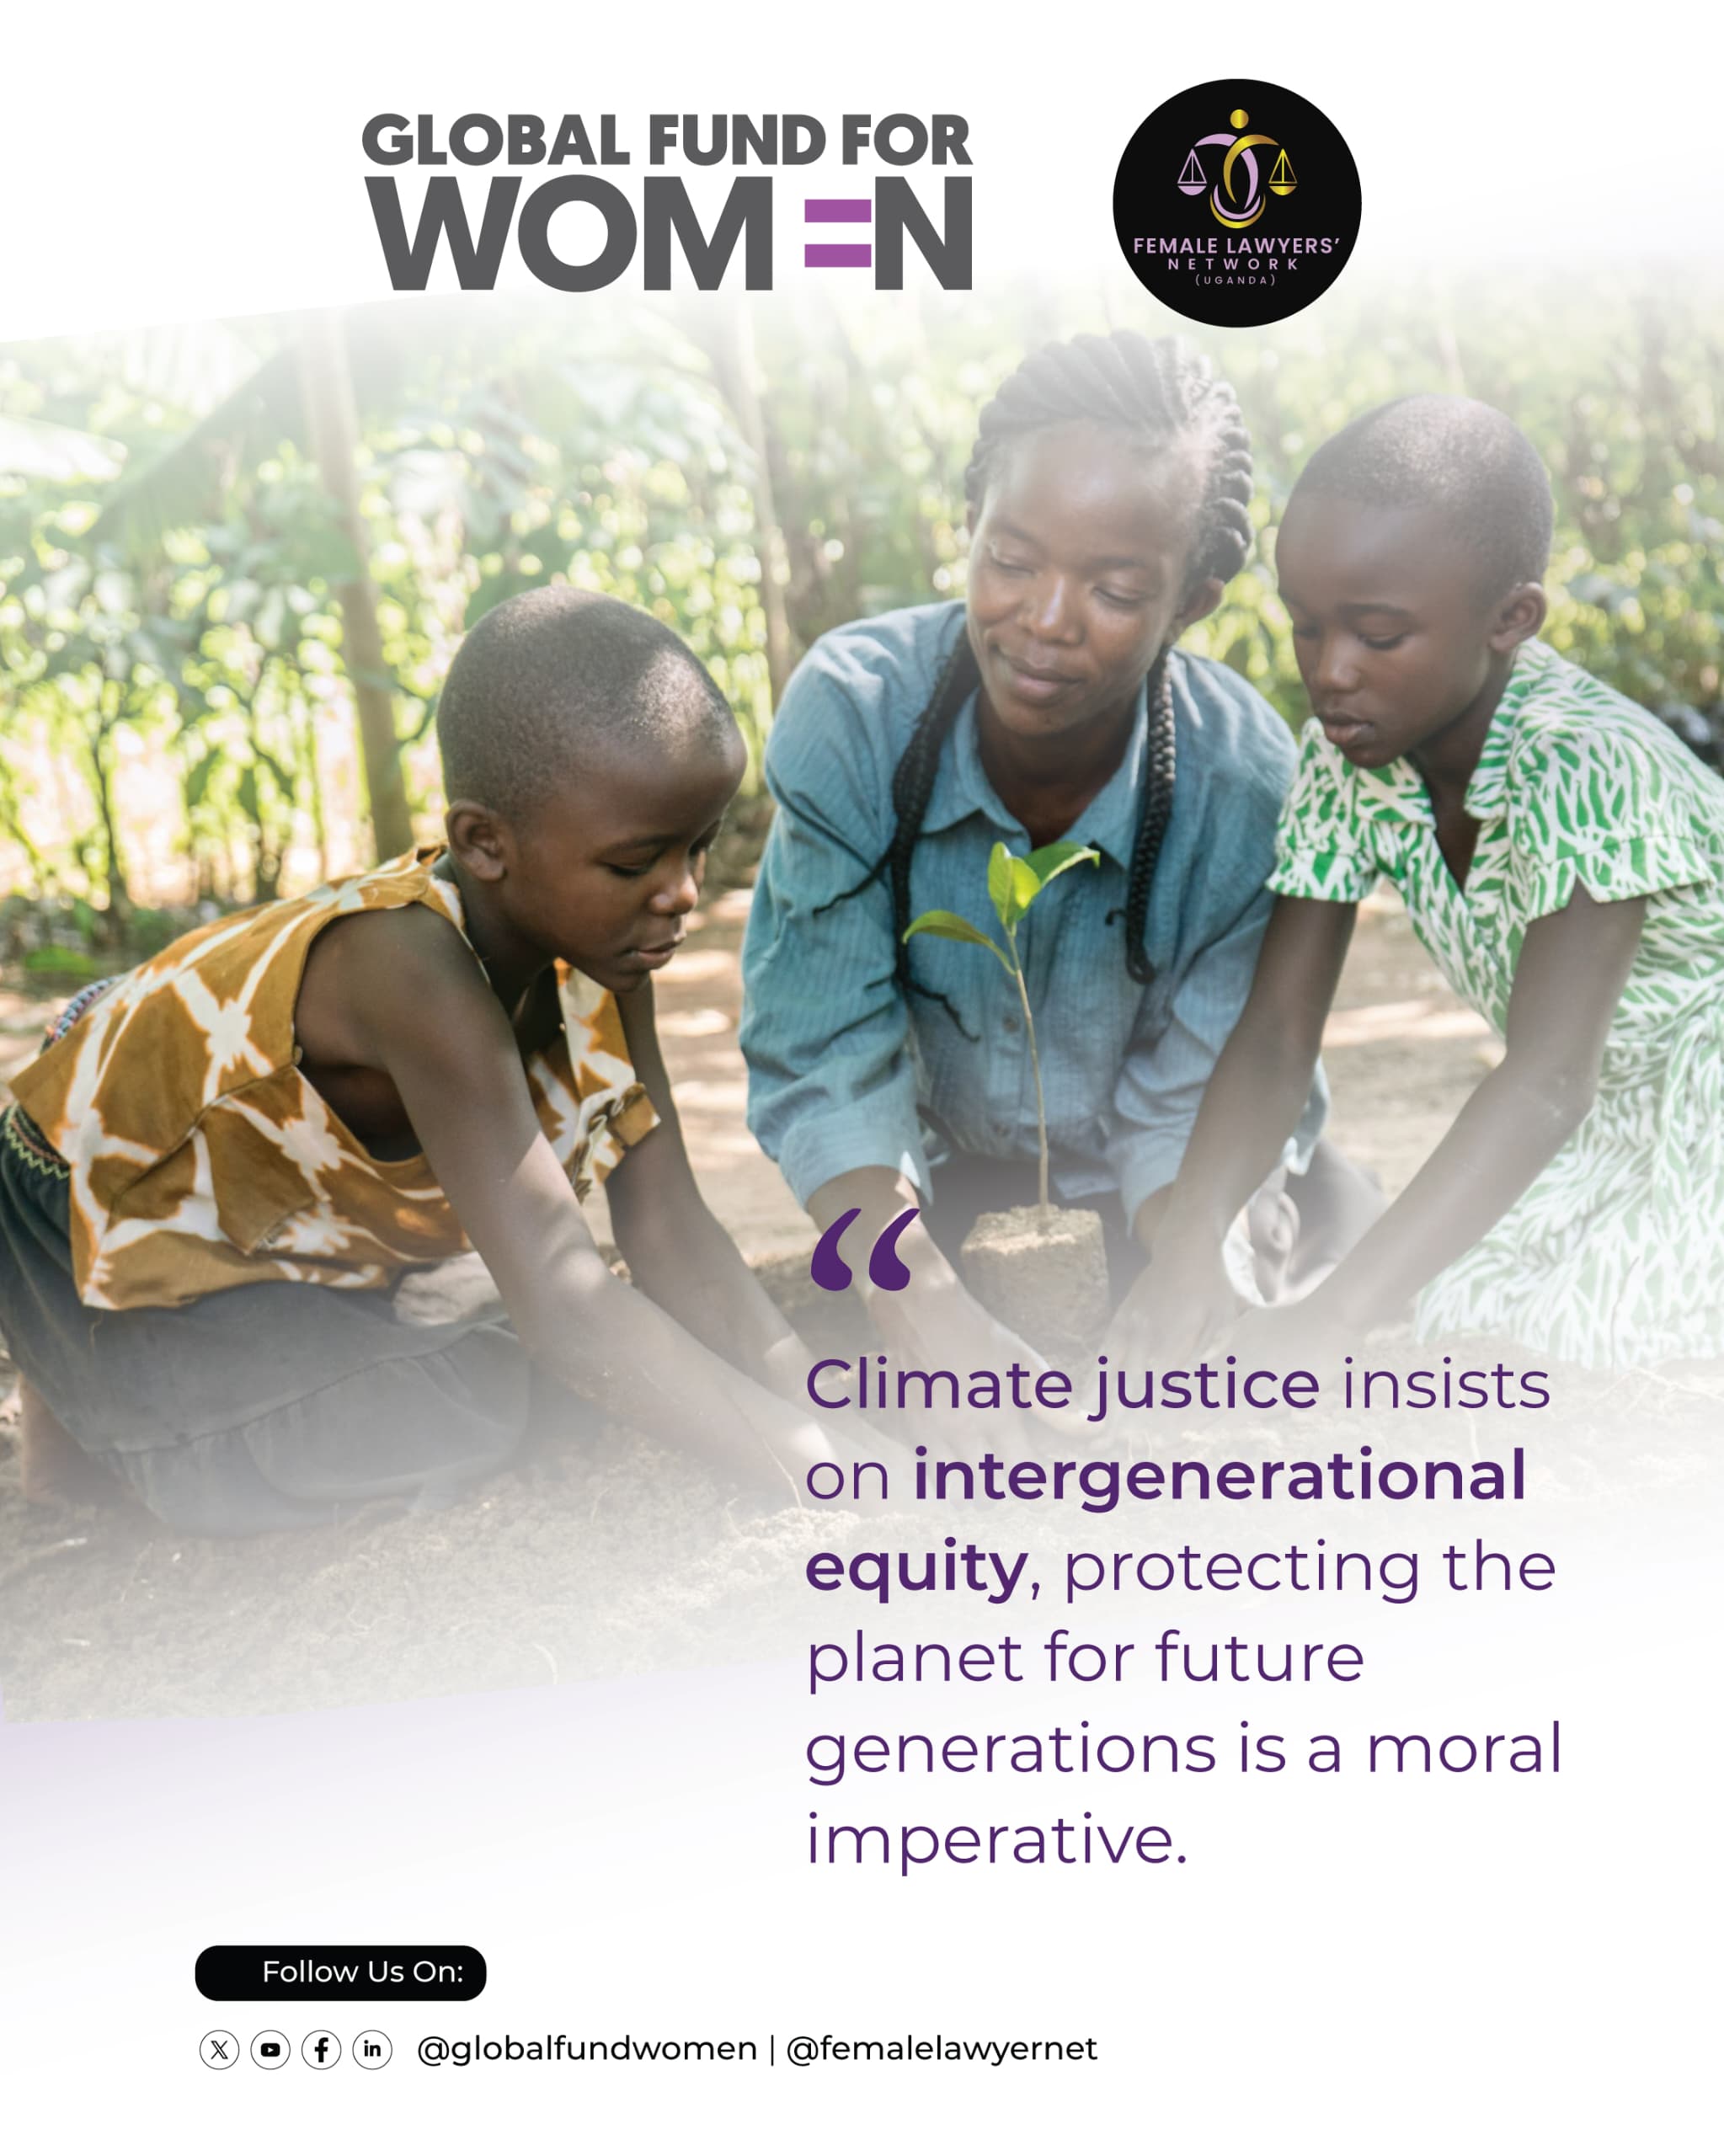 GLOBAL FUND FOR
WOMEN
FEMALE LAWYERS'
NETWORK
(UGANDA)
“
Climate justice insists
on intergenerational
equity, protecting the
planet for future
generations is a moral
imperative.
Follow Us On:
@globalfundwomen | @femalelawyernet